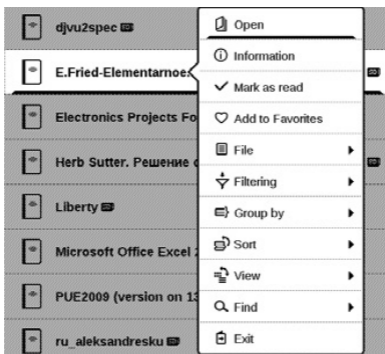 djvu2spec
E.Fried-Elementarnoe:
Electronics Projects Fo
Herb Sutter. Решение
Liberty
Microsoft Office Excel 2
PUE2009 (version on 13
ru_aleksandresku
Open
Information
Mark as read
Add to Favorites
File
Filtering
Group by
Sort
View
Find
Exit